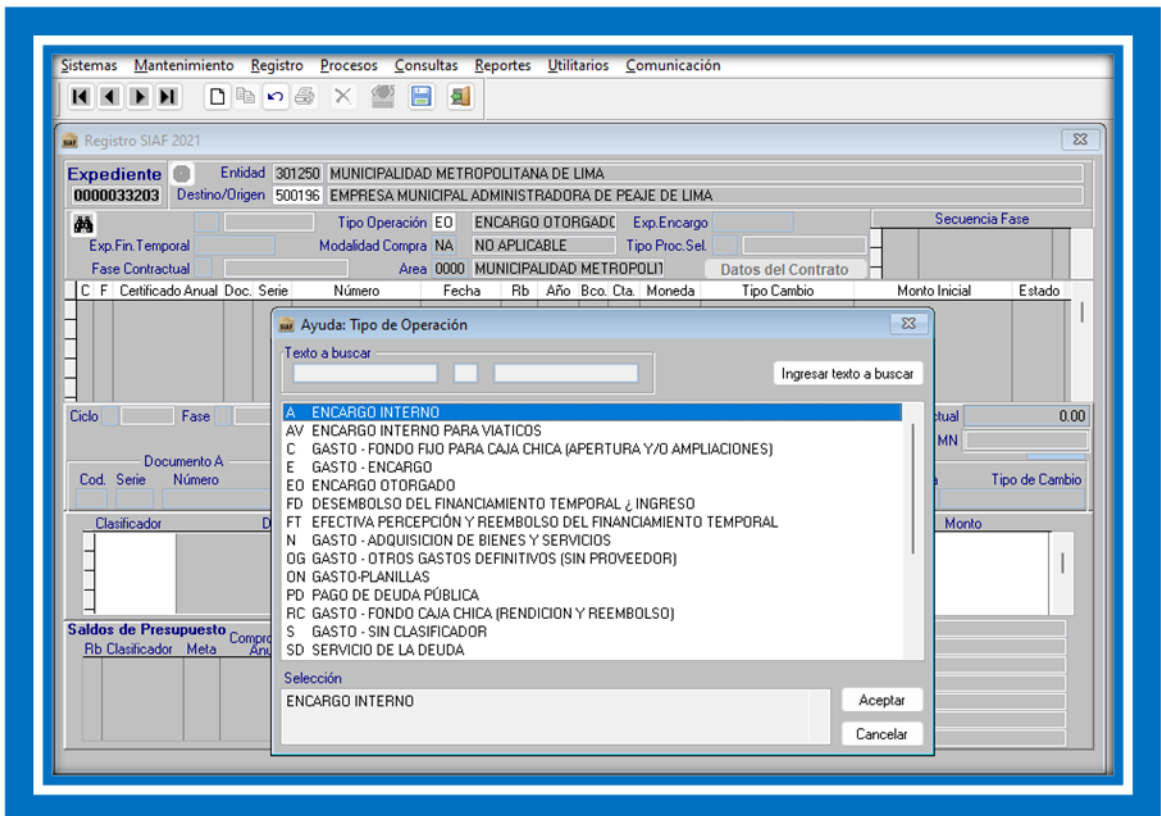 Sistemas Mantenimiento Registro Procesos Consultas Reportes Utilitarios Comunicación
Registro SIAF 2021
Expediente Entidad 301250 MUNICIPALIDAD METROPOLITANA DE LIMA
0000033203 Destino/Origen 500196 EMPRESA MUNICIPAL ADMINISTRADORA DE PEAJE DE LIMA
Tipo Operación EO ENCARGO OTORGADO Exp.Encargo Secuencia Fase
Exp.Fin.Temporal Modalidad Compra NA NO APLICABLE Tipo Proc.Sel.
Fase Contractual Area 0000 MUNICIPALIDAD METROPOLIT Datos del Contrato
C F Certificado Anual Doc. Serie Número Fecha Rb Año Bco. Cta. Moneda Tipo Cambio Monto Inicial Estado
Ayuda: Tipo de Operación
Texto a buscar
Ingresar texto a buscar
Ciclo Fase ctual 0.00
MN
Documento A
Cod. Serie Número Tipo de Cambio
Clasificador D Monto
A ENCARGO INTERNO
AV ENCARGO INTERNO PARA VIATICOS
C GASTO - FONDO FIJO PARA CAJA CHICA (APERTURA Y/O AMPLIACIONES)
E GASTO - ENCARGO
EO ENCARGO OTORGADO
FD DESEMBOLSO DEL FINANCIAMIENTO TEMPORAL ¿ INGRESO
FT EFECTIVA PERCEPCIÓN Y REEMBOLSO DEL FINANCIAMIENTO TEMPORAL
N GASTO - ADQUISICION DE BIENES Y SERVICIOS
OG GASTO - OTROS GASTOS DEFINITIVOS (SIN PROVEEDOR)
ON GASTO-PLANILLAS
PD PAGO DE DEUDA PÚBLICA
RC GASTO - FONDO CAJA CHICA (RENDICION Y REEMBOLSO)
S GASTO - SIN CLASIFICADOR
SD SERVICIO DE LA DEUDA
Saldos de Presupuesto Compro
Rb Clasificador Meta Anu
Selección
ENCARGO INTERNO
Aceptar
Cancelar